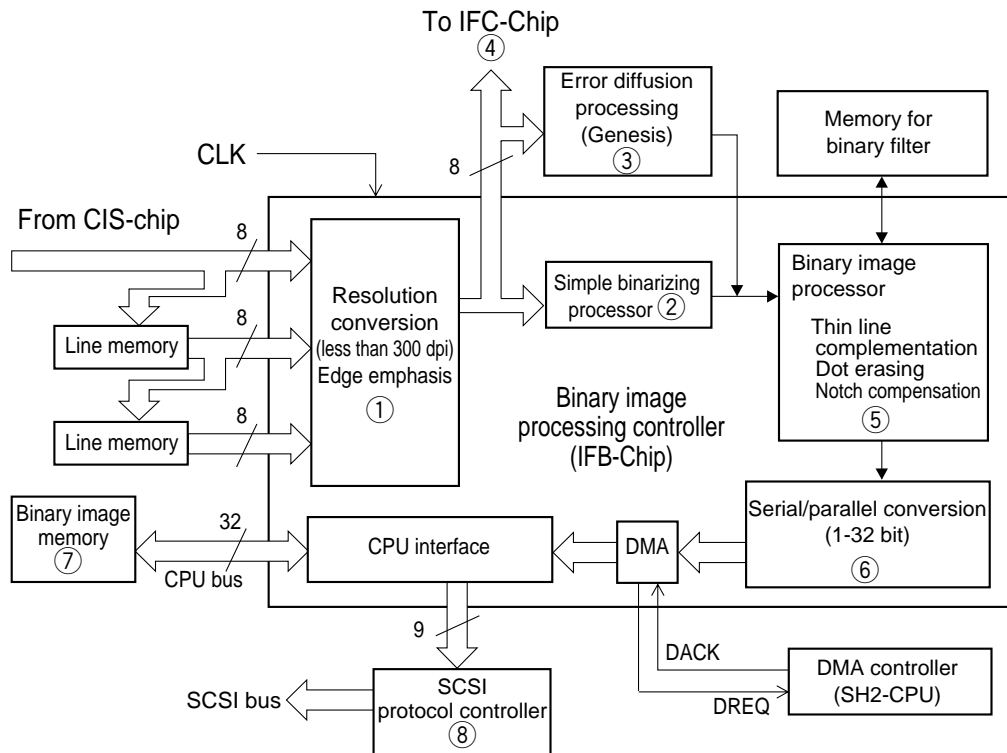 To IFC-Chip
④
Error diffusion
processing
(Genesis)
③
Memory for
binary filter
CLK
8
From CIS-chip
8
Resolution
conversion
(less than 300 dpi)
Edge emphasis
①
Simple binarizing
processor ②
Binary image
processor
Thin line
complementation
Dot erasing
Notch compensation
⑤
Line memory
8
Line memory
8
Binary image
processing controller
(IFB-Chip)
Serial/parallel conversion
(1-32 bit)
⑥
Binary image
memory
⑦
32
CPU bus
CPU interface
DMA
9
DACK
DREQ
DMA controller
(SH2-CPU)
SCSI bus
SCSI
protocol controller
⑧